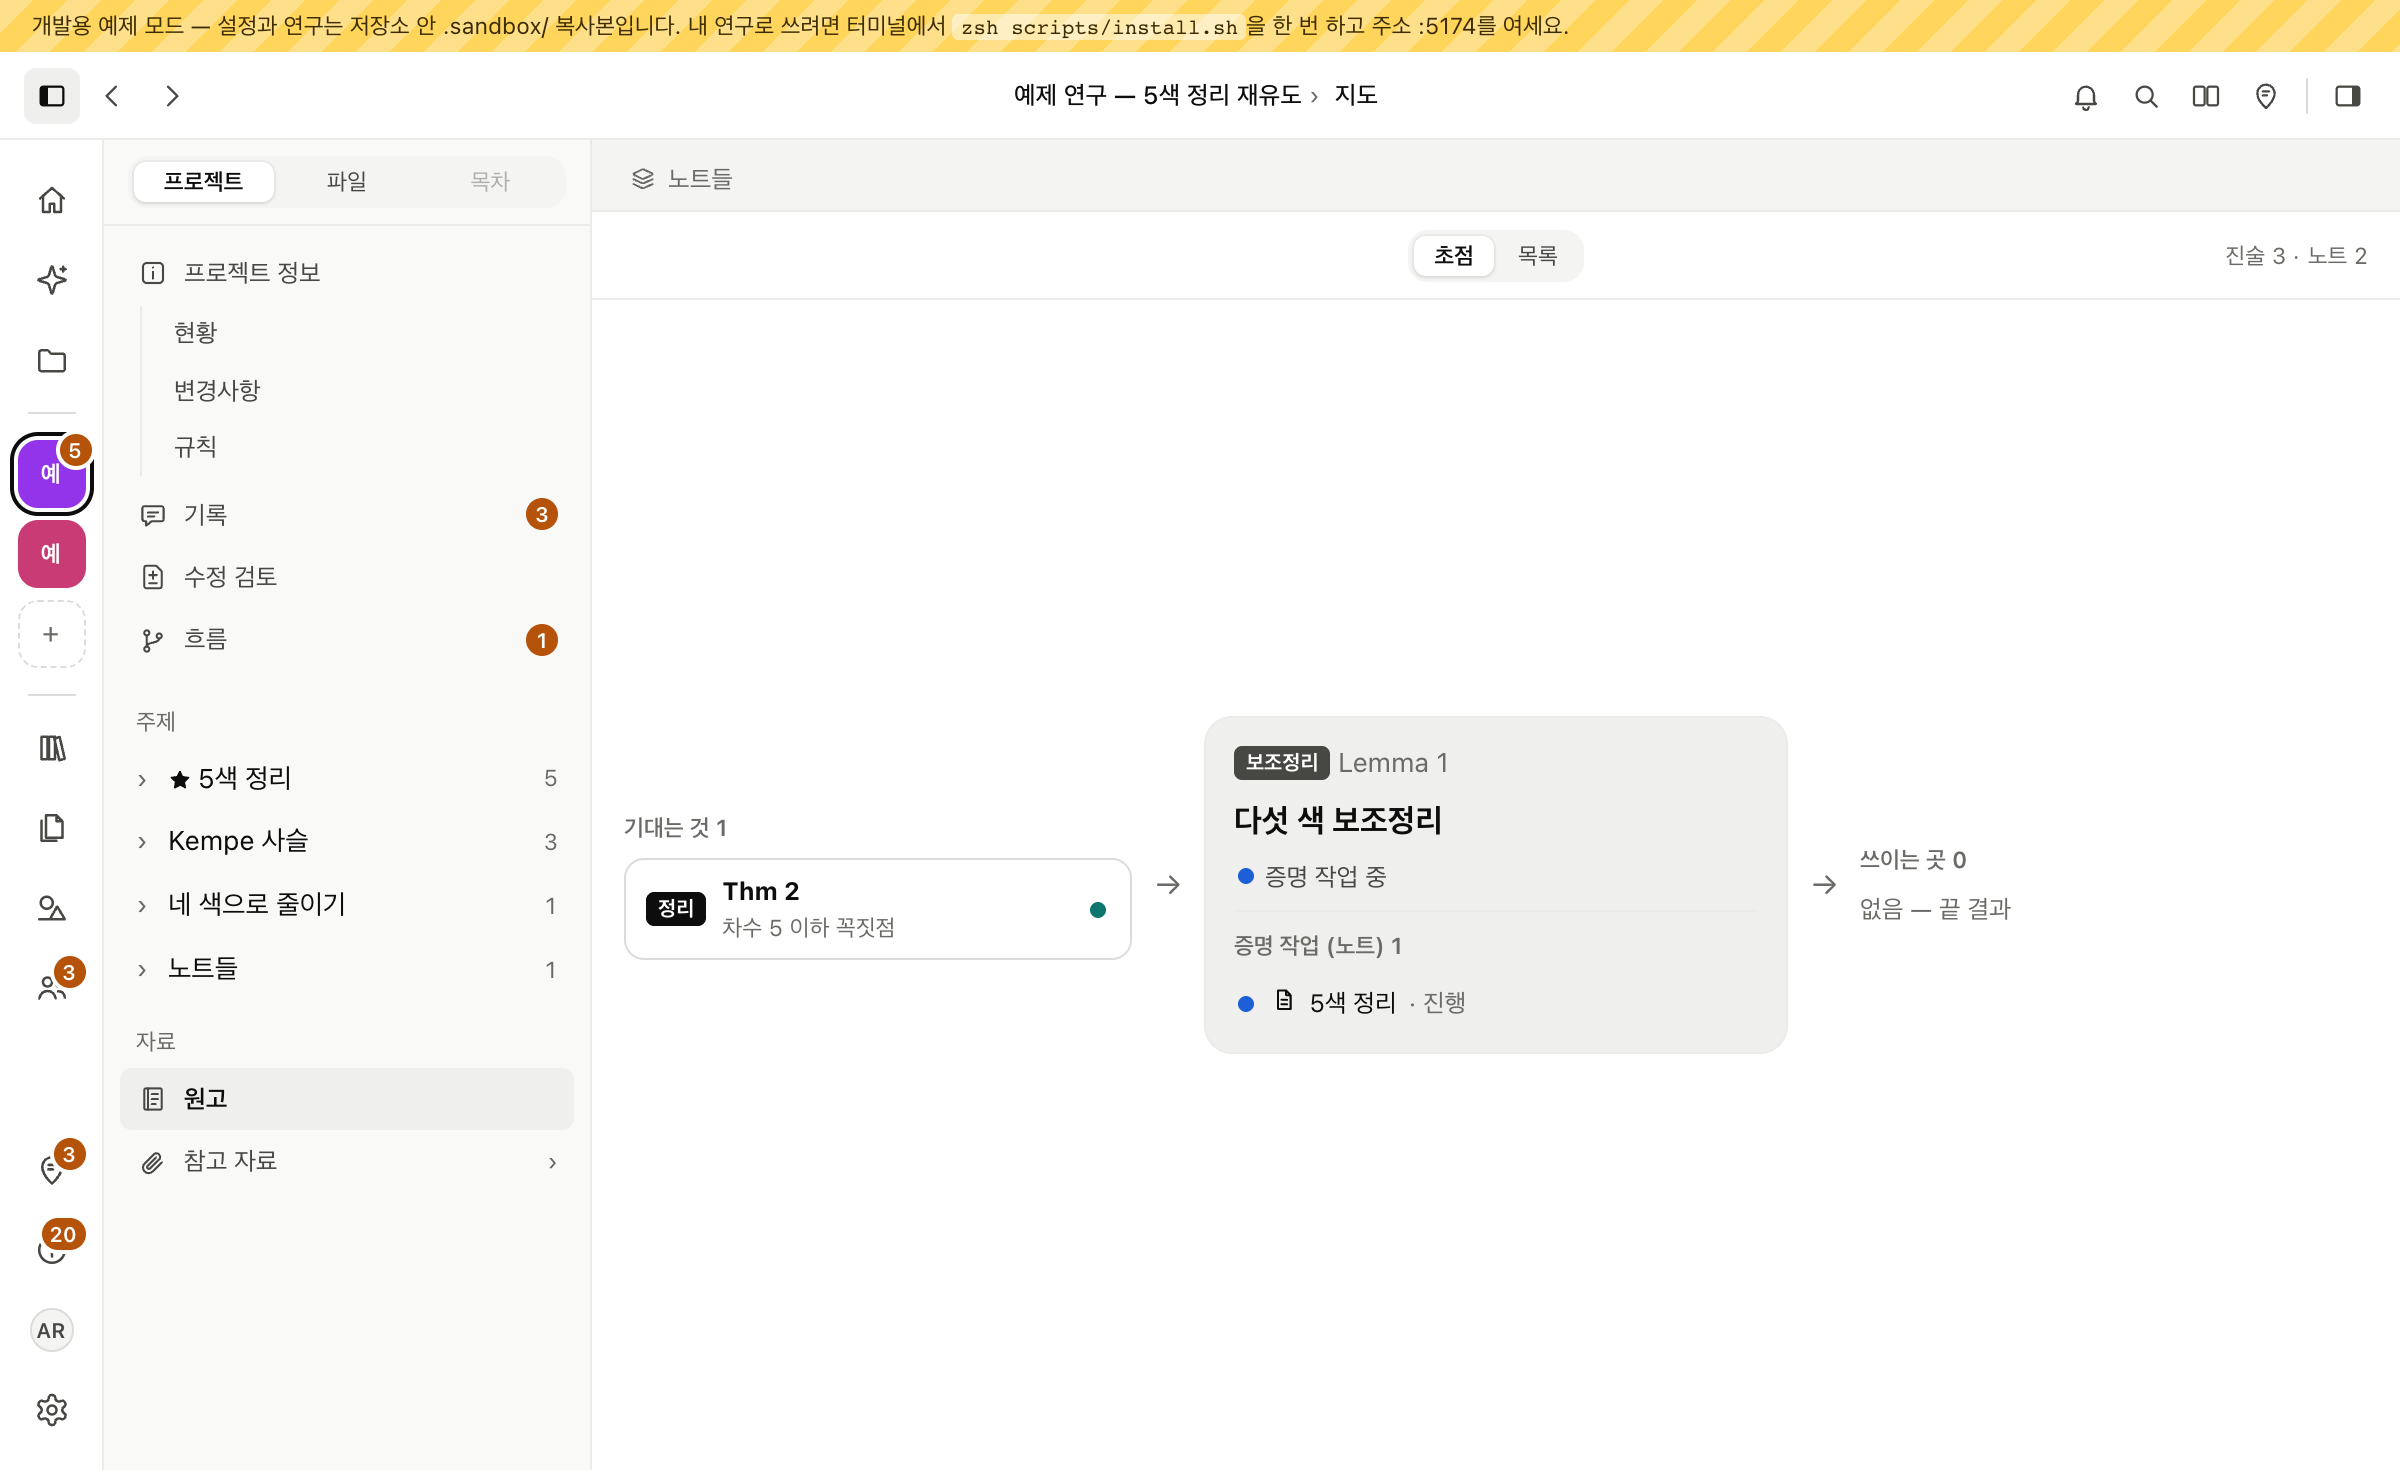 개발용 예제 모드 — 설정과 연구는 저장소 안 .sandbox/ 복사본입니다. 내 연구로 쓰려면 터미널에서 zsh scripts/install.sh을 한 번 하고 주소 :5174를 여세요.
예제 연구 — 5색 정리 재유도 › 지도
프로젝트 파일 목차
노트들
초점 목록
진술 3 · 노트 2
프로젝트 정보
현황
변경사항
규칙
5
예
기록 3
예
수정 검토
+
흐름 1
주제
› ★ 5색 정리 5
› Kempe 사슬 3
› 네 색으로 줄이기 1
› 노트들 1
3
자료
원고
참고 자료 ›
3
20
AR
기대는 것 1
정리 Thm 2
차수 5 이하 꼭짓점
→
보조정리 Lemma 1
다섯 색 보조정리
증명 작업 중
증명 작업 (노트) 1
5색 정리 · 진행
→
쓰이는 곳 0
없음 — 끝 결과